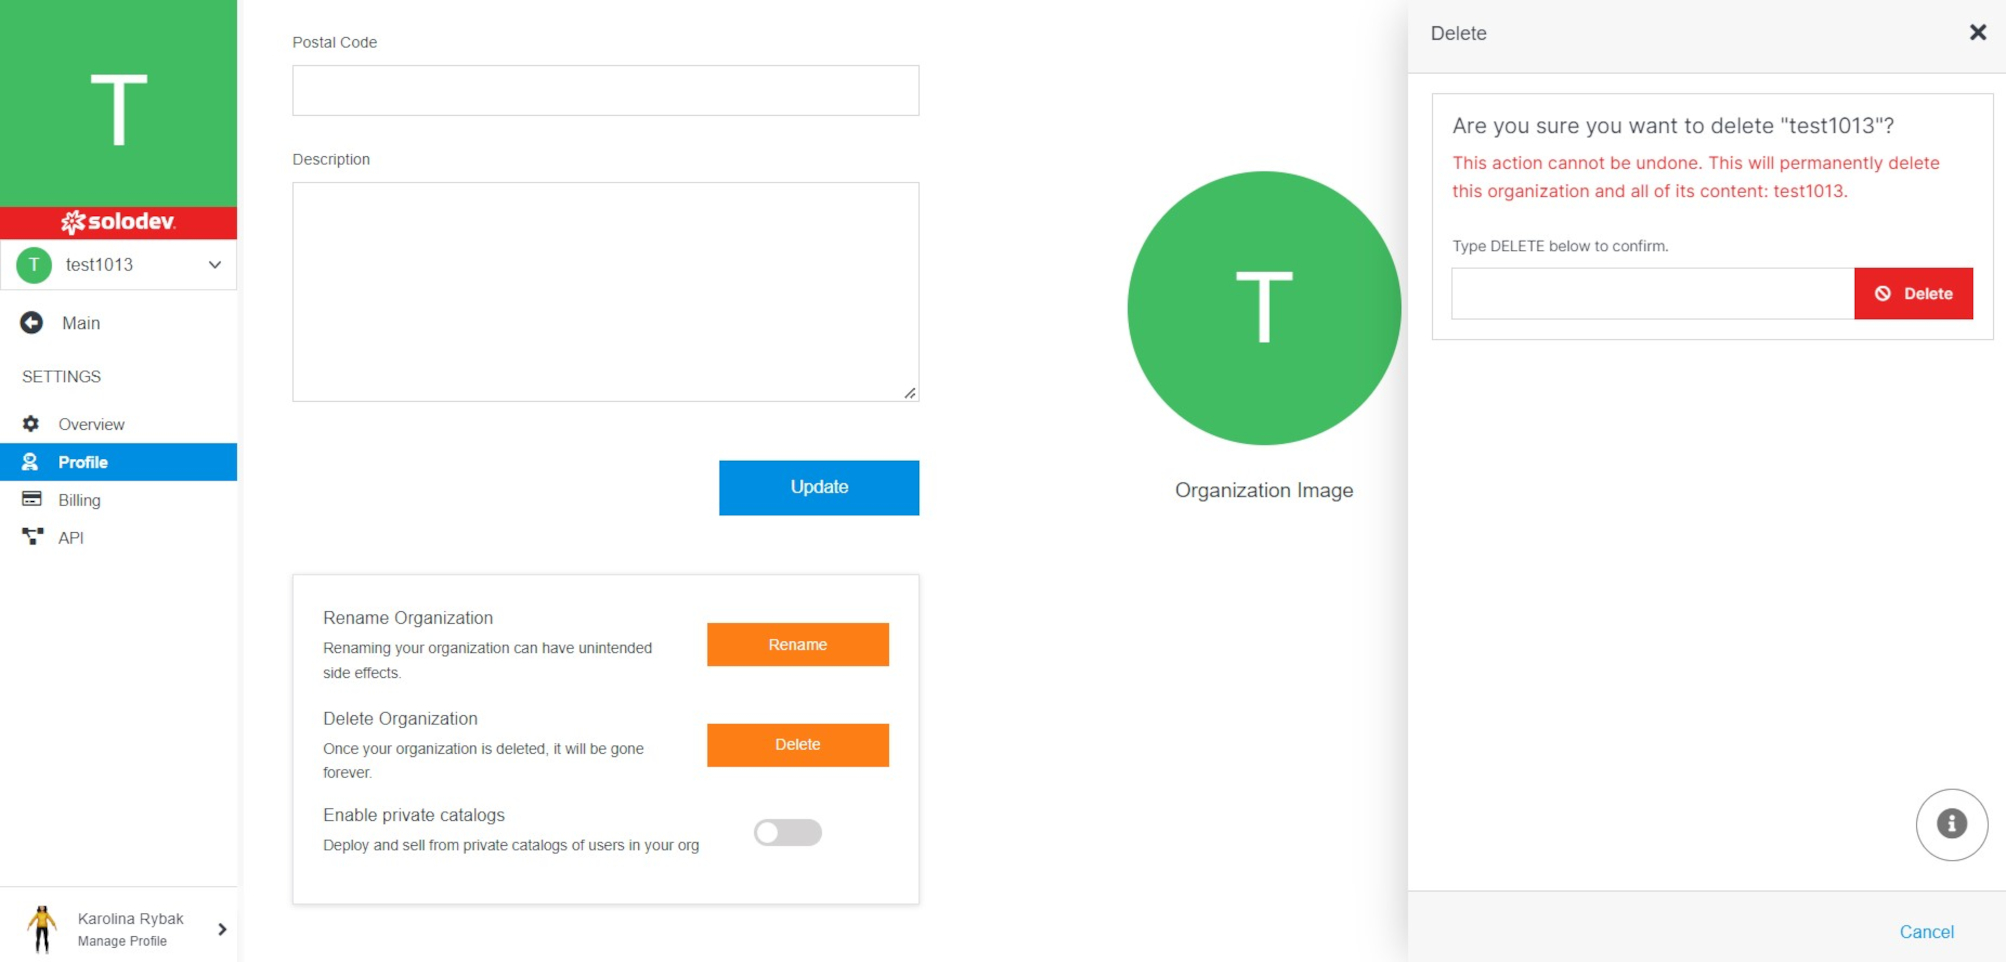 T
solodev
T test1013
Main
SETTINGS
Overview
Profile
Billing
API
Karolina Rybak
Manage Profile
Postal Code
Description
Update
Rename Organization
Renaming your organization can have unintended
side effects.
Rename
Delete Organization
Once your organization is deleted, it will be gone
forever.
Delete
Enable private catalogs
Deploy and sell from private catalogs of users in your org
T
Organization Image
Delete
Are you sure you want to delete "test1013"?
This action cannot be undone. This will permanently delete
this organization and all of its content: test1013.
Type DELETE below to confirm.
Delete
Cancel